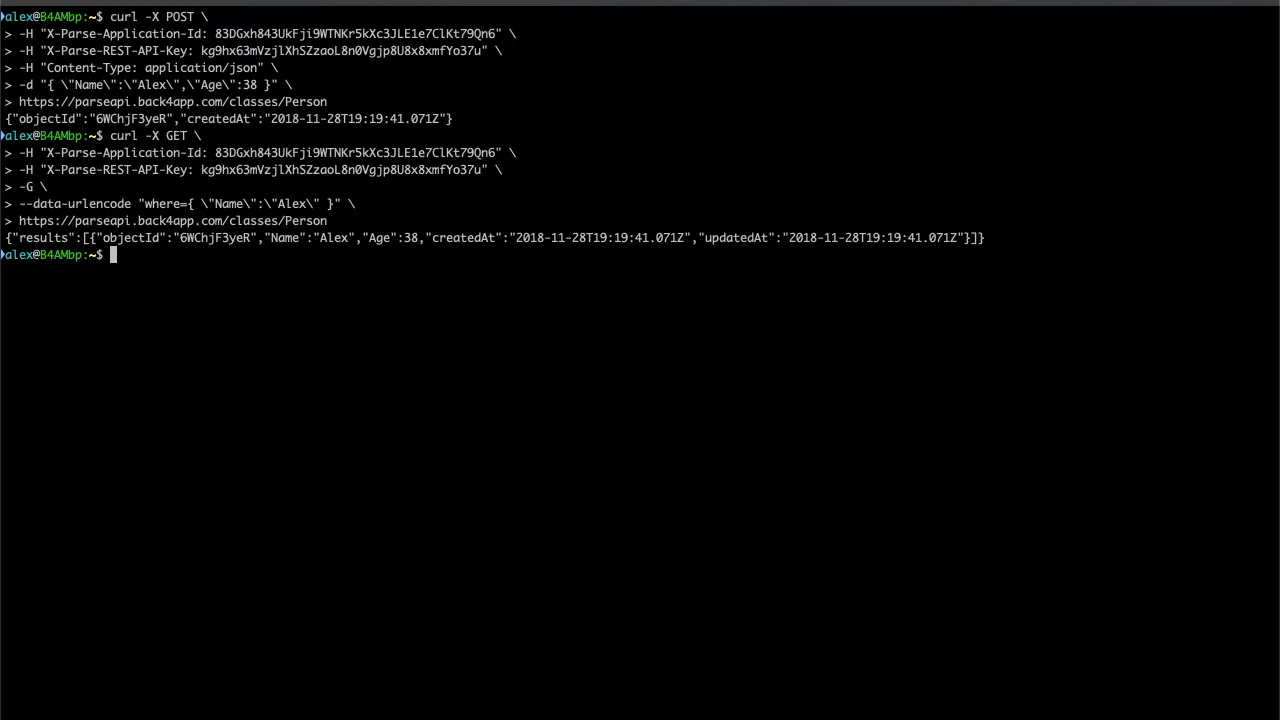 alex@B4AMbp:~$ curl -X POST \
> -H "X-Parse-Application-Id: 83DGxh843UkFji9WTNKr5kXc3JLE1e7ClKt79Qn6" \
> -H "X-Parse-REST-API-Key: kg9hx63mVzjlXhSZzaoL8n0Vgjp8U8x8xmfYo37u" \
> -H "Content-Type: application/json" \
> -d "{ \"Name\":\"Alex\",\"Age\":38 }" \
> https://parseapi.back4app.com/classes/Person
{"objectId":"6WChjF3yeR","createdAt":"2018-11-28T19:19:41.071Z"}
alex@B4AMbp:~$ curl -X GET \
> -H "X-Parse-Application-Id: 83DGxh843UkFji9WTNKr5kXc3JLE1e7ClKt79Qn6" \
> -H "X-Parse-REST-API-Key: kg9hx63mVzjlXhSZzaoL8n0Vgjp8U8x8xmfYo37u" \
> -G \
> --data-urlencode "where={ \"Name\":\"Alex\" }" \
> https://parseapi.back4app.com/classes/Person
{"results":[{"objectId":"6WChjF3yeR","Name":"Alex","Age":38,"createdAt":"2018-11-28T19:19:41.071Z","updatedAt":"2018-11-28T19:19:41.071Z"}]}
alex@B4AMbp:~$